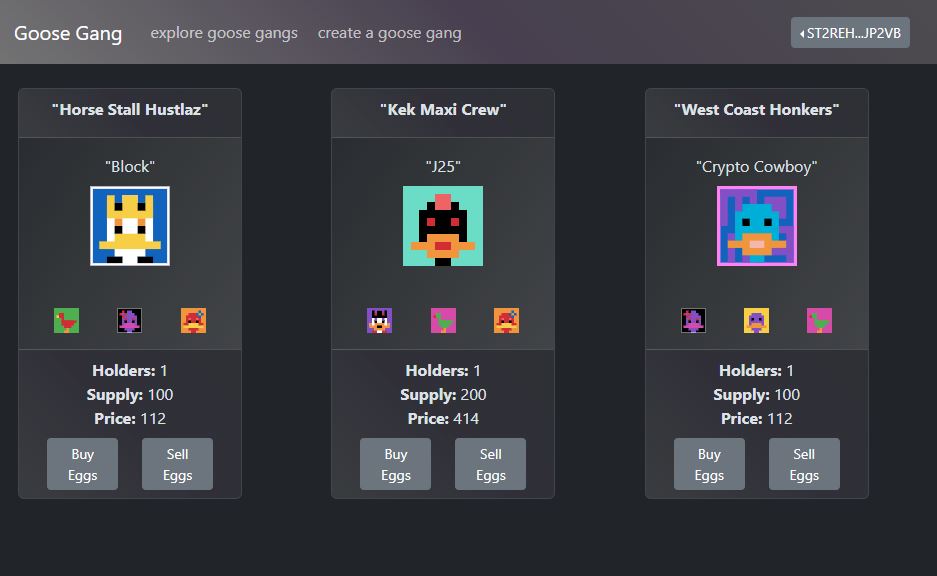 Goose Gang explore goose gangs create a goose gang ST2REH...JP2VB
"Horse Stall Hustlaz"
"Block"
Holders: 1
Supply: 100
Price: 112
Buy Eggs
Sell Eggs
"Kek Maxi Crew"
"J25"
Holders: 1
Supply: 200
Price: 414
Buy Eggs
Sell Eggs
"West Coast Honkers"
"Crypto Cowboy"
Holders: 1
Supply: 100
Price: 112
Buy Eggs
Sell Eggs